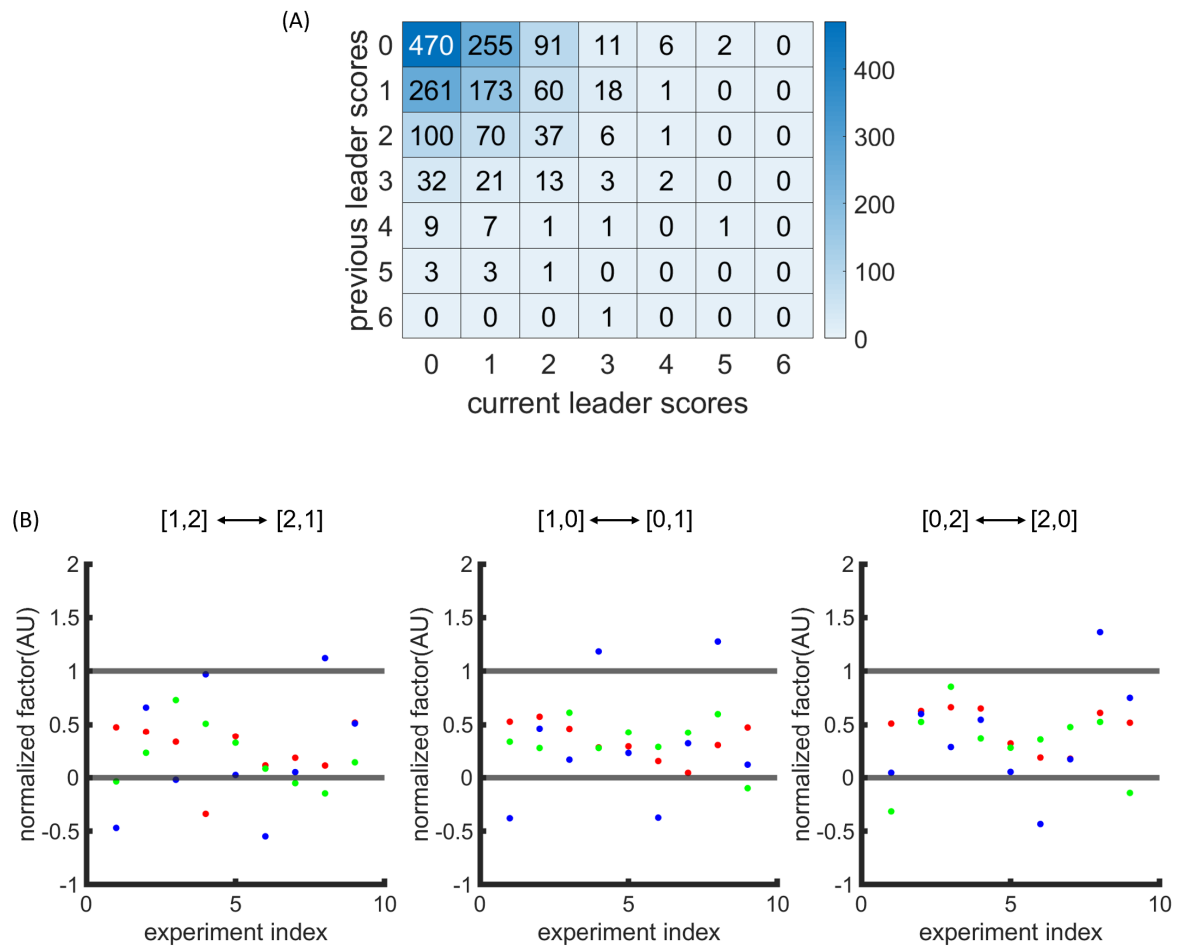 (A)
previous leader scores
0 470 255 91 11 6 2 0
1 261 173 60 18 1 0 0
2 100 70 37 6 1 0 0
3 32 21 13 3 2 0 0
4 9 7 1 1 0 1 0
5 3 3 1 0 0 0 0
6 0 0 0 1 0 0 0
0 1 2 3 4 5 6
current leader scores
400
300
200
100
0
(B)
[1,2] ⟷ [2,1]
normalized factor(AU)
2
1.5
1
0.5
0
-0.5
-1
0 5 10
experiment index
[1,0] ⟷ [0,1]
normalized factor(AU)
2
1.5
1
0.5
0
-0.5
-1
0 5 10
experiment index
[0,2] ⟷ [2,0]
normalized factor(AU)
2
1.5
1
0.5
0
-0.5
-1
0 5 10
experiment index